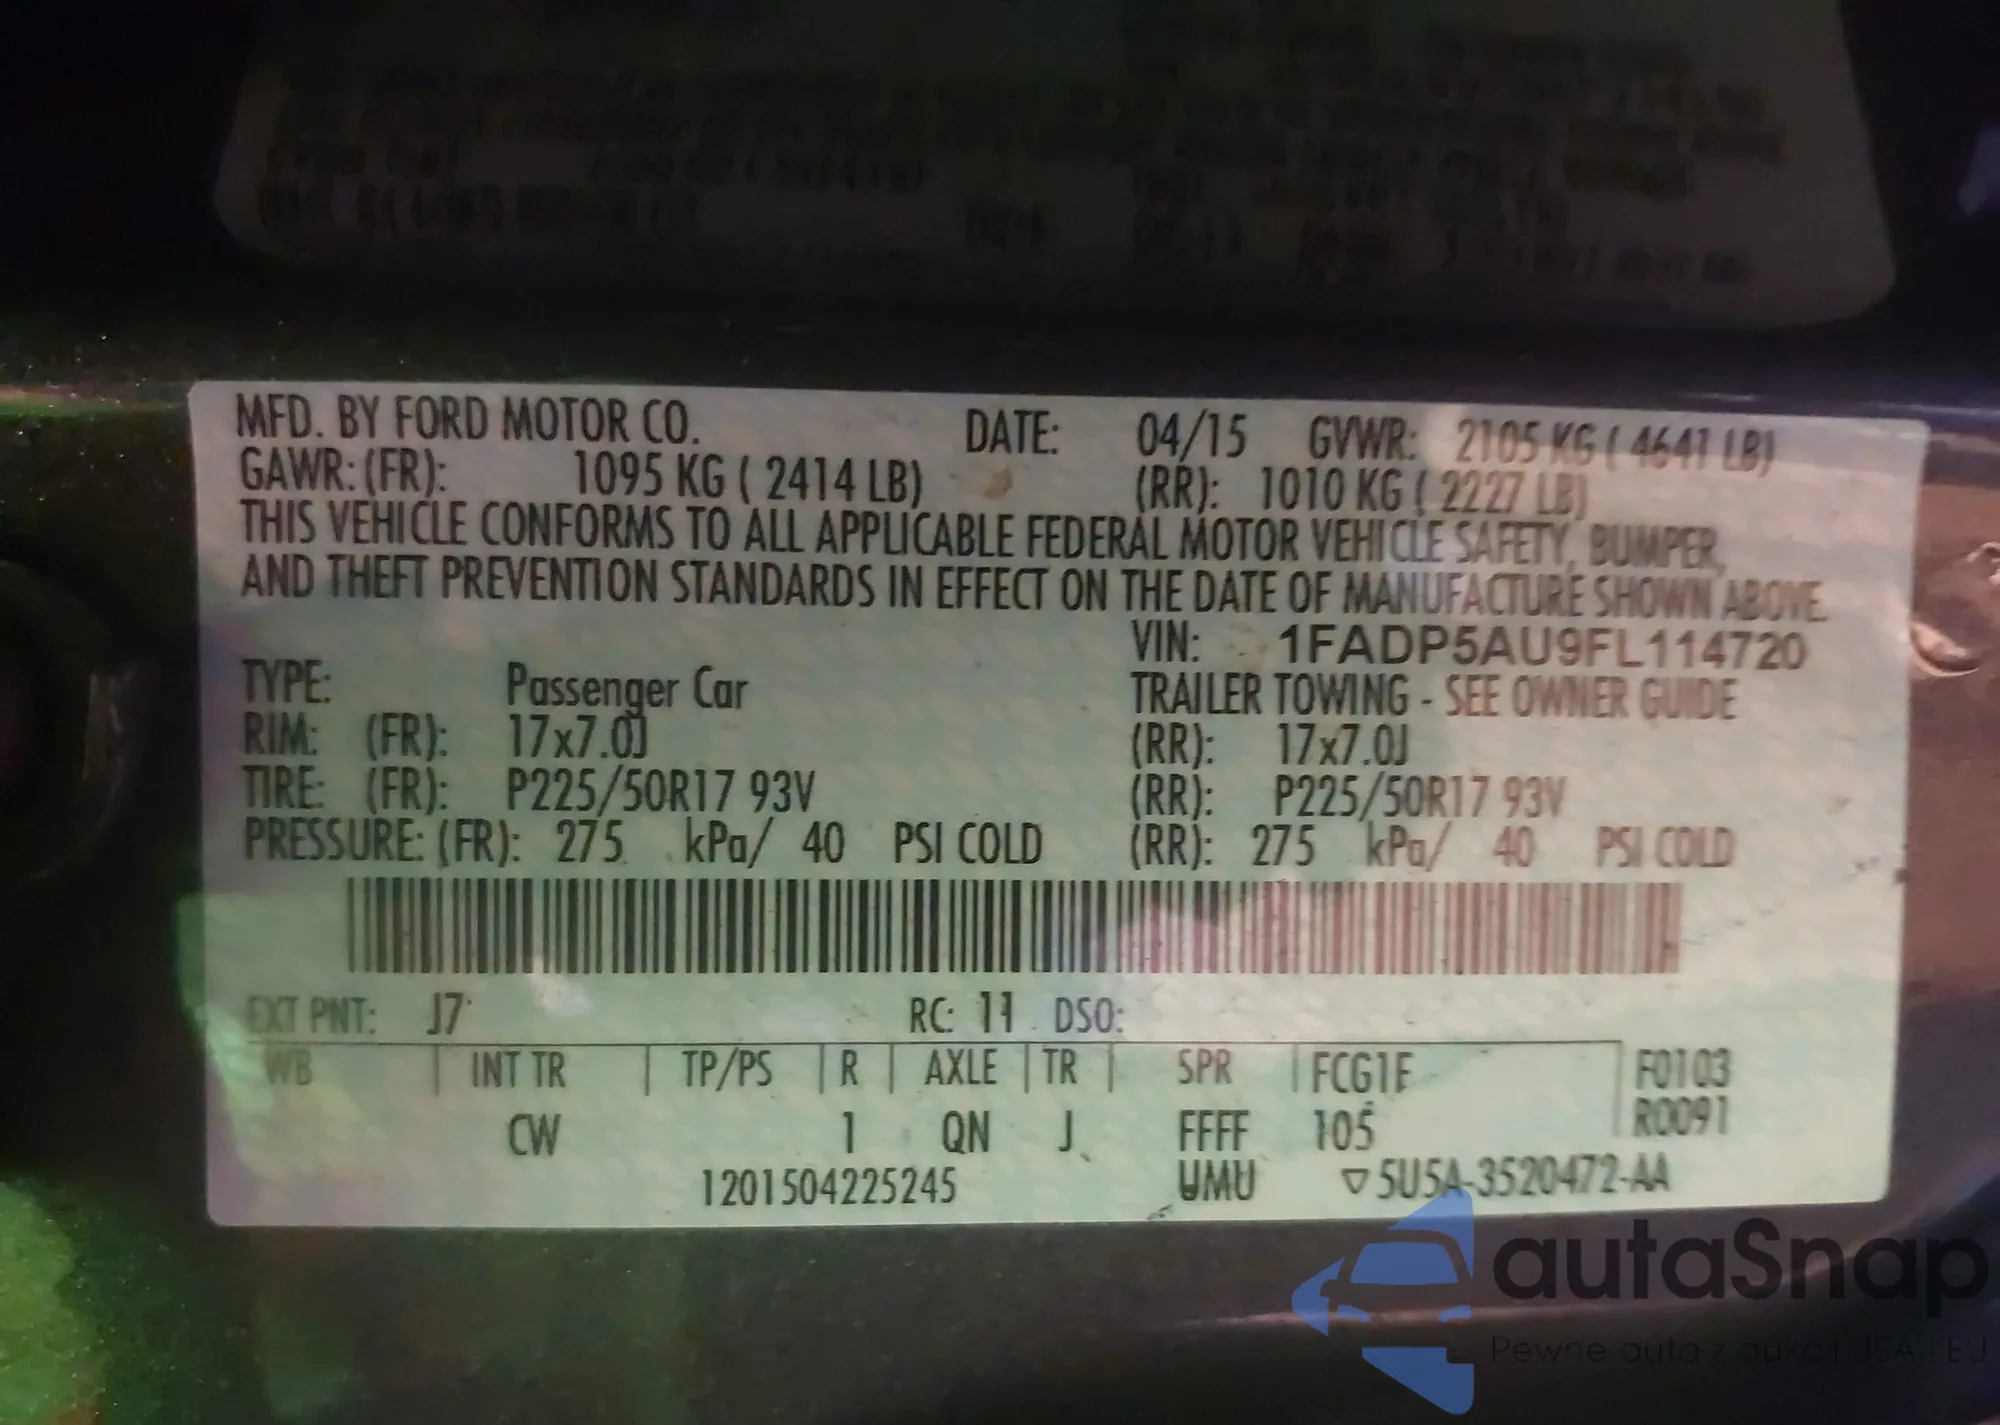 MFD. BY FORD MOTOR CO. DATE: 04/15 GVWR: 2105 KG ( 4641 LB)
GAWR: (FR): 1095 KG ( 2414 LB) (RR): 1010 KG ( 2227 LB)
THIS VEHICLE CONFORMS TO ALL APPLICABLE FEDERAL MOTOR VEHICLE SAFETY, BUMPER,
AND THEFT PREVENTION STANDARDS IN EFFECT ON THE DATE OF MANUFACTURE SHOWN ABOVE.
VIN: 1FADP5AU9FL114720
TYPE: Passenger Car TRAILER TOWING - SEE OWNER GUIDE
RIM: (FR): 17x7.0J (RR): 17x7.0J
TIRE: (FR): P225/50R17 93V (RR): P225/50R17 93V
PRESSURE: (FR): 275 kPa/ 40 PSI COLD (RR): 275 kPa/ 40 PSI COLD
EXT PNT: J7 RC: 11 DSO:
WB INT TR TP/PS R AXLE TR SPR FCG1F F0103
CW 1 QN J FFFF 105 R0091
1201504225245 UMU ▽5U5A-3520472-AA
autaSnap
Pewne auta z aukcji USA i EU